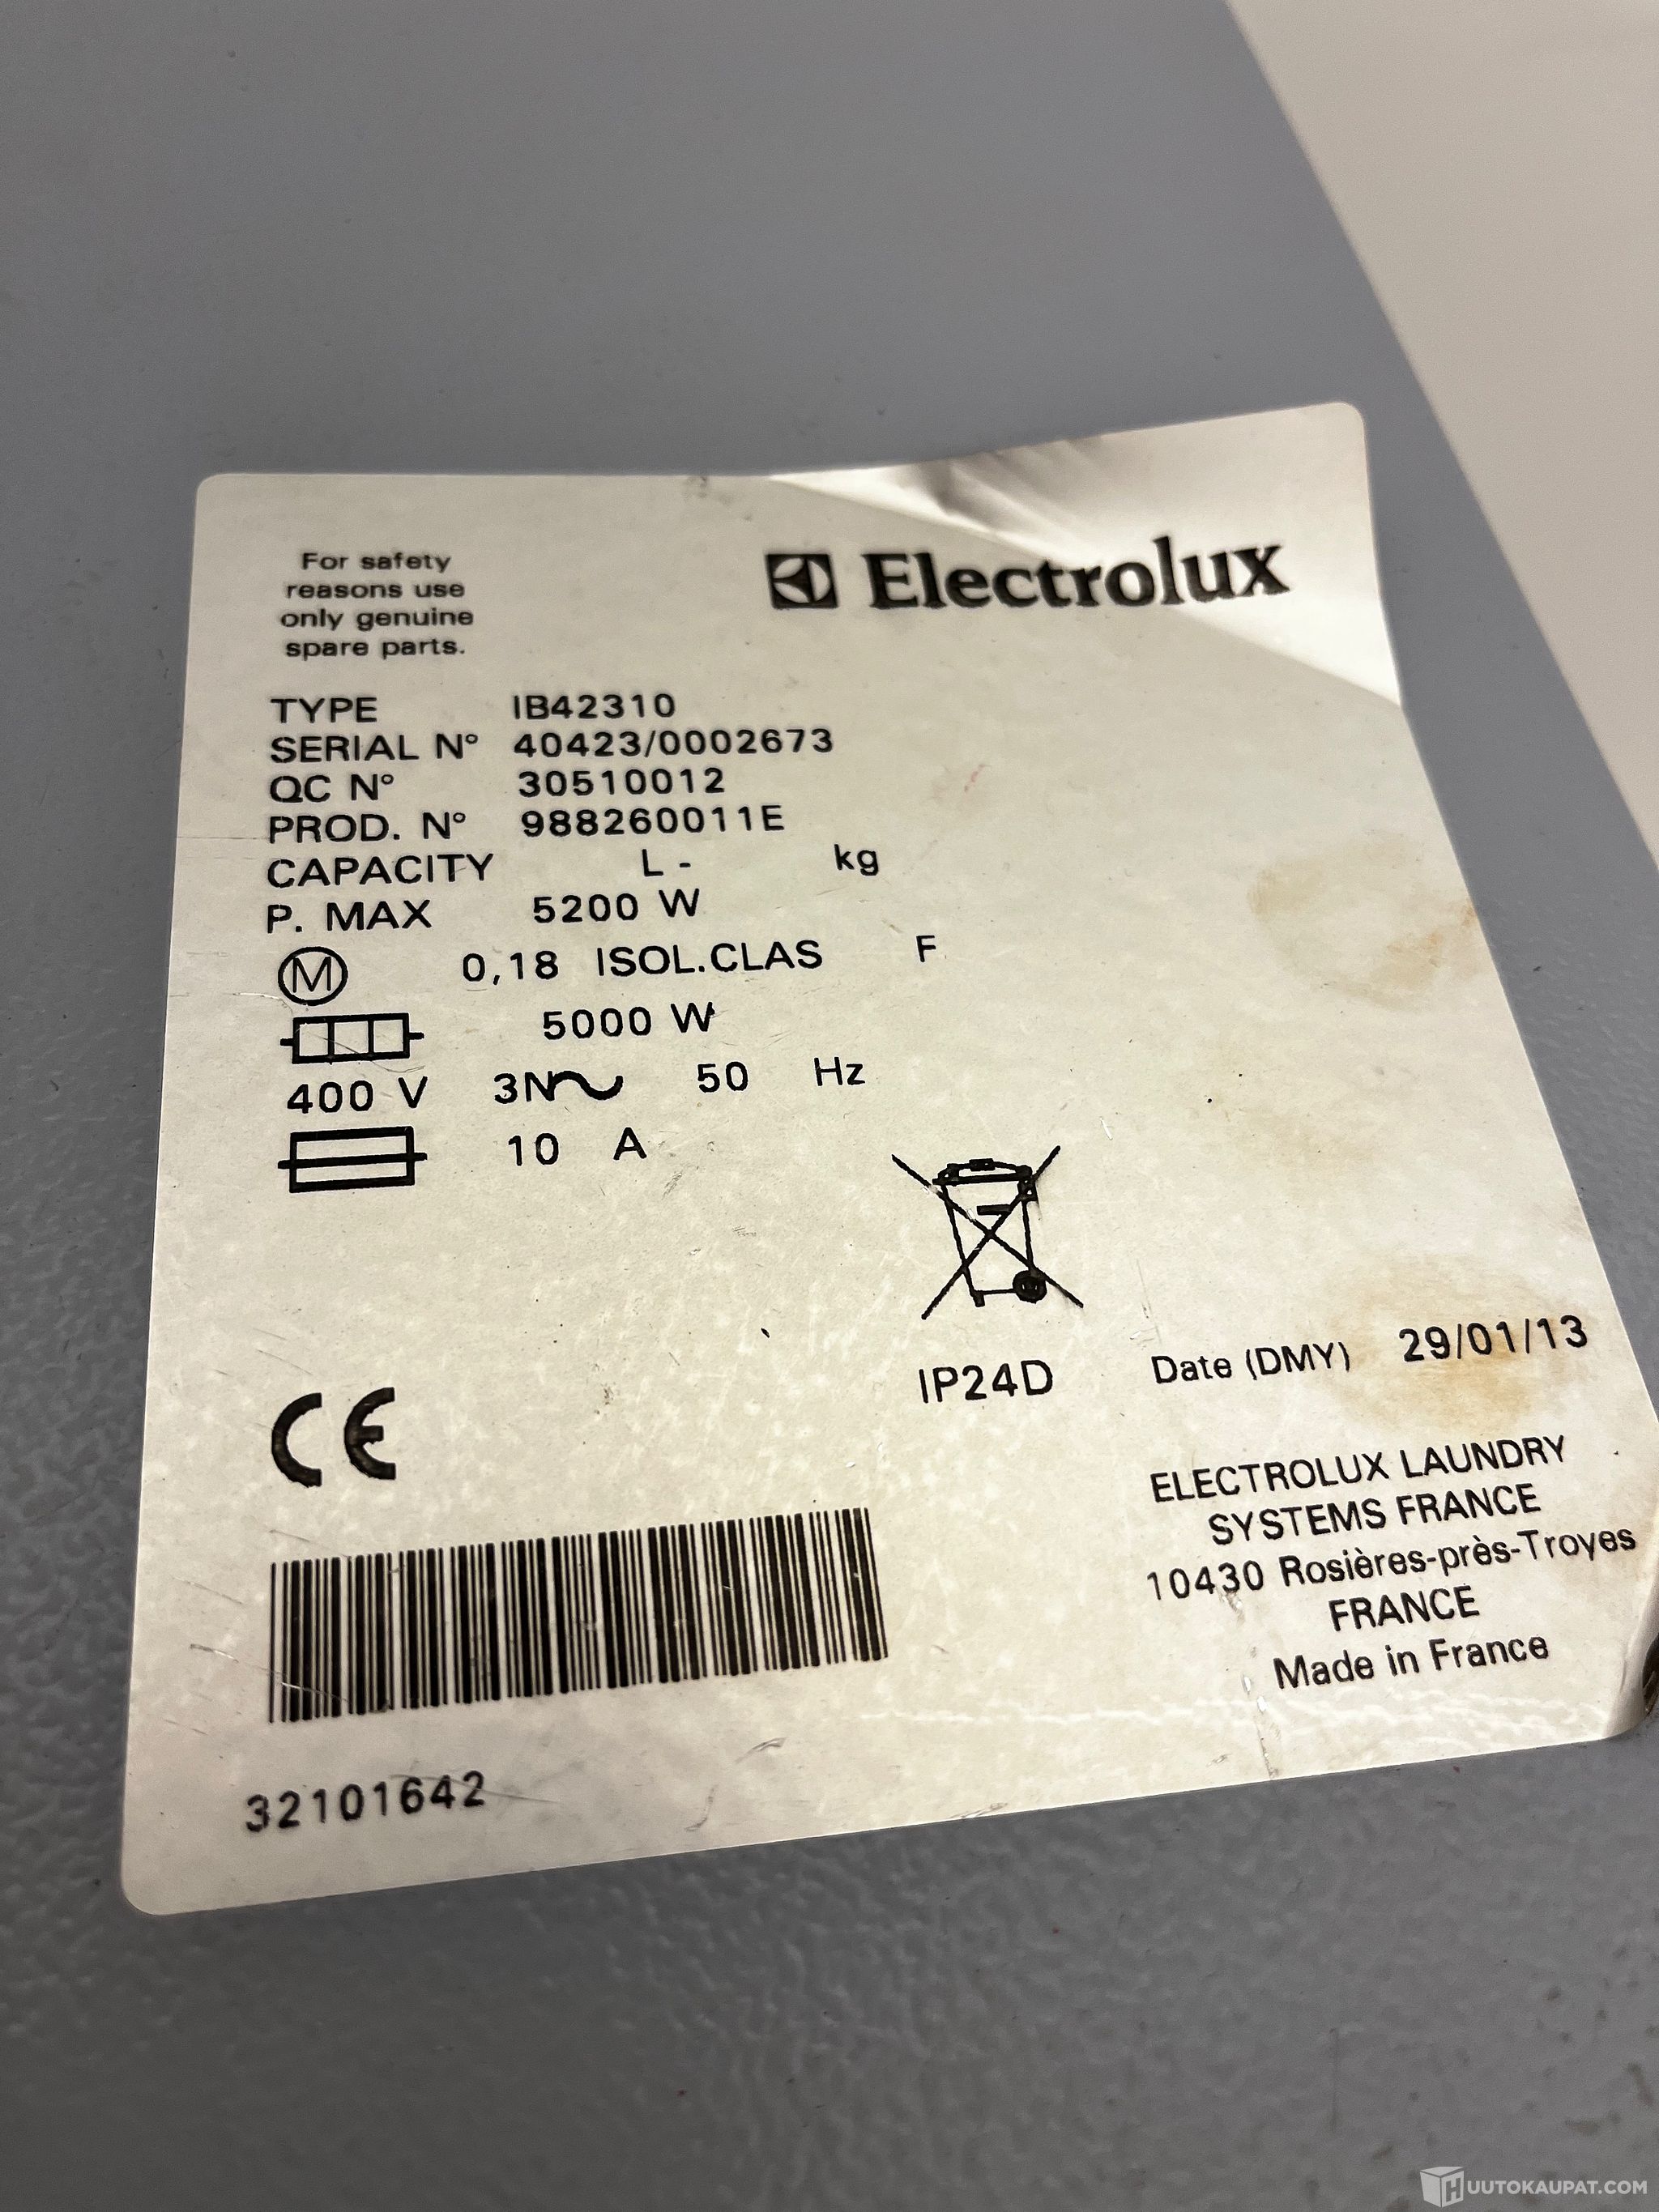 For safety
reasons use
only genuine
spare parts.
Electrolux
TYPE IB42310
SERIAL N° 40423/0002673
QC N° 30510012
PROD. N° 988260011E
CAPACITY L - kg
P. MAX 5200 W
M 0,18 ISOL.CLAS F
5000 W
400 V 3N~ 50 Hz
10 A
IP24D Date (DMY) 29/01/13
CE
ELECTROLUX LAUNDRY
SYSTEMS FRANCE
10430 Rosières-près-Troyes
FRANCE
Made in France
32101642
HUUTOKAUPAT.COM